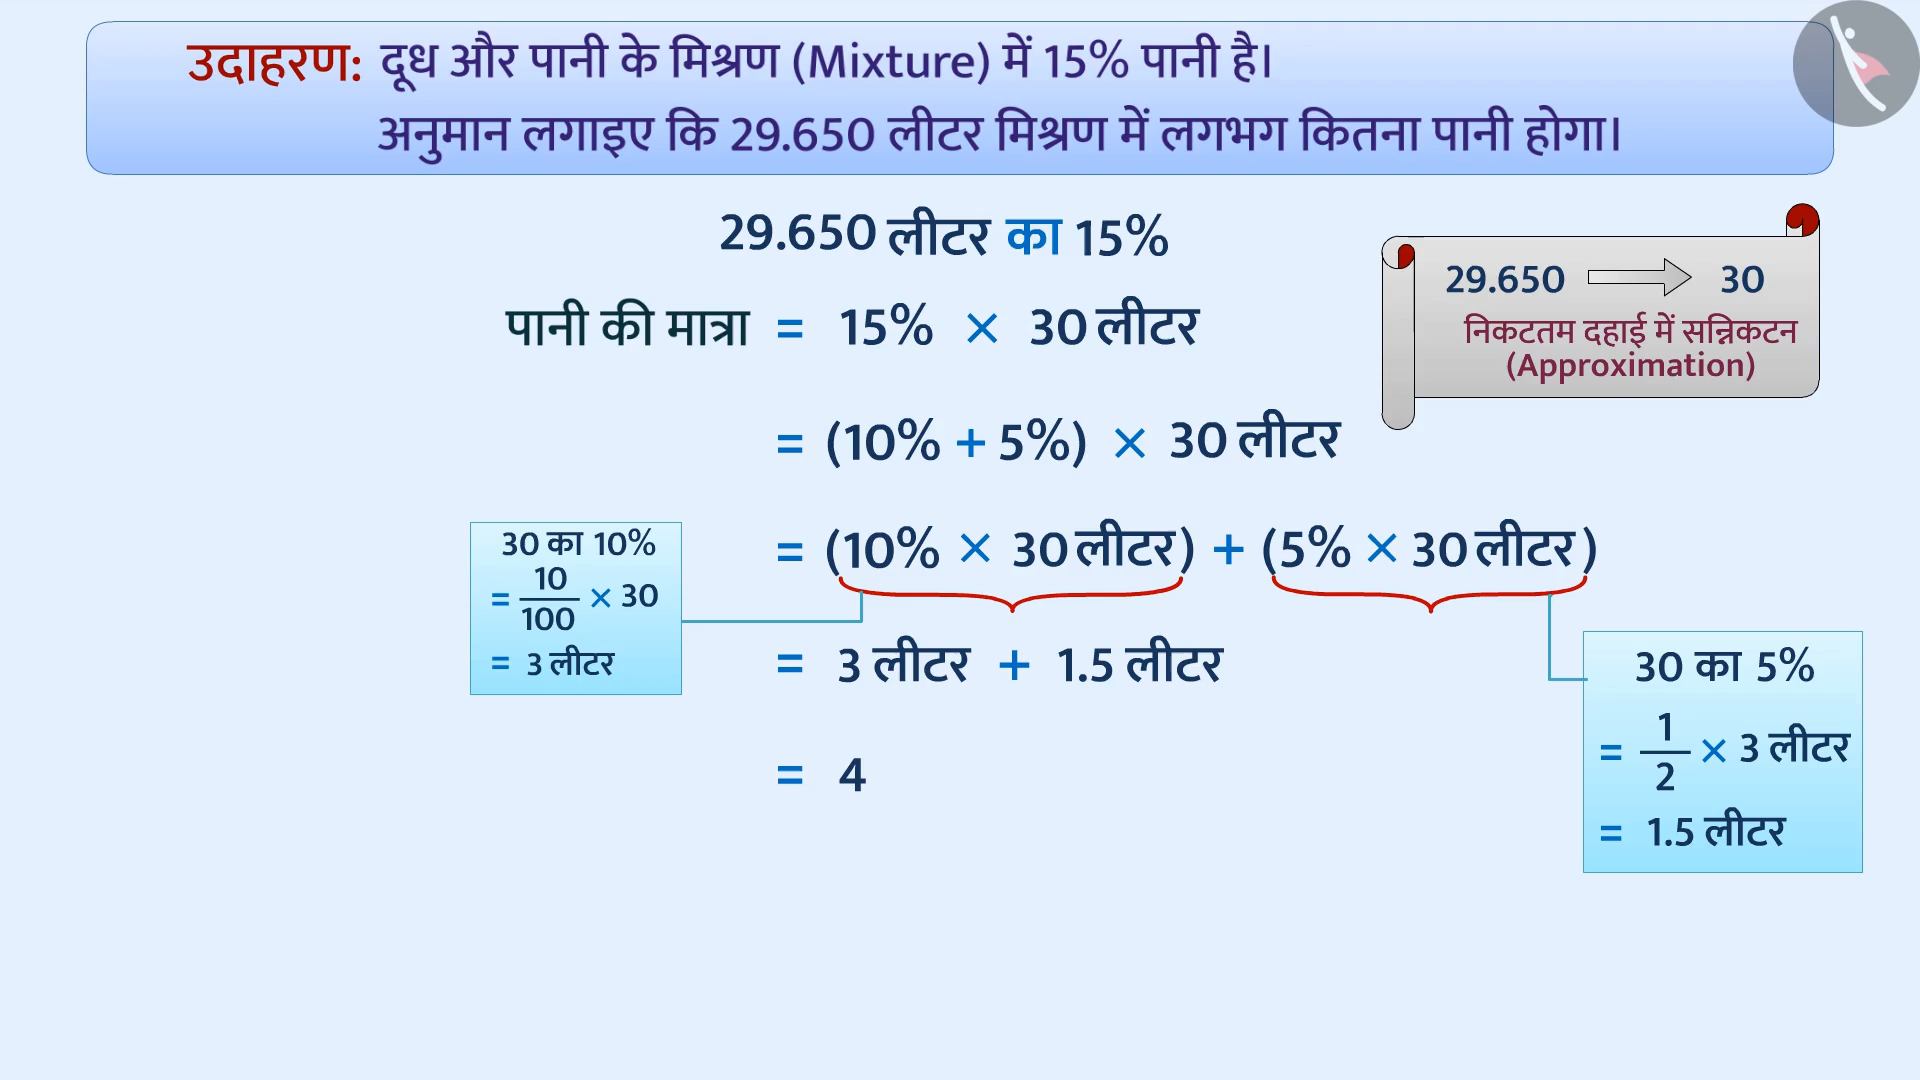 उदाहरण: दूध और पानी के मिश्रण (Mixture) में 15% पानी है।
अनुमान लगाइए कि 29.650 लीटर मिश्रण में लगभग कितना पानी होगा।
29.650 लीटर का 15%
29.650 30
निकटतम दहाई में सन्निकटन
(Approximation)
पानी की मात्रा = 15% × 30 लीटर
= (10% + 5%) × 30 लीटर
= (10% × 30 लीटर) + (5% × 30 लीटर)
30 का 10%
= 10/100 × 30
= 3 लीटर
= 3 लीटर + 1.5 लीटर
30 का 5%
= 1/2 × 3 लीटर
= 1.5 लीटर
= 4